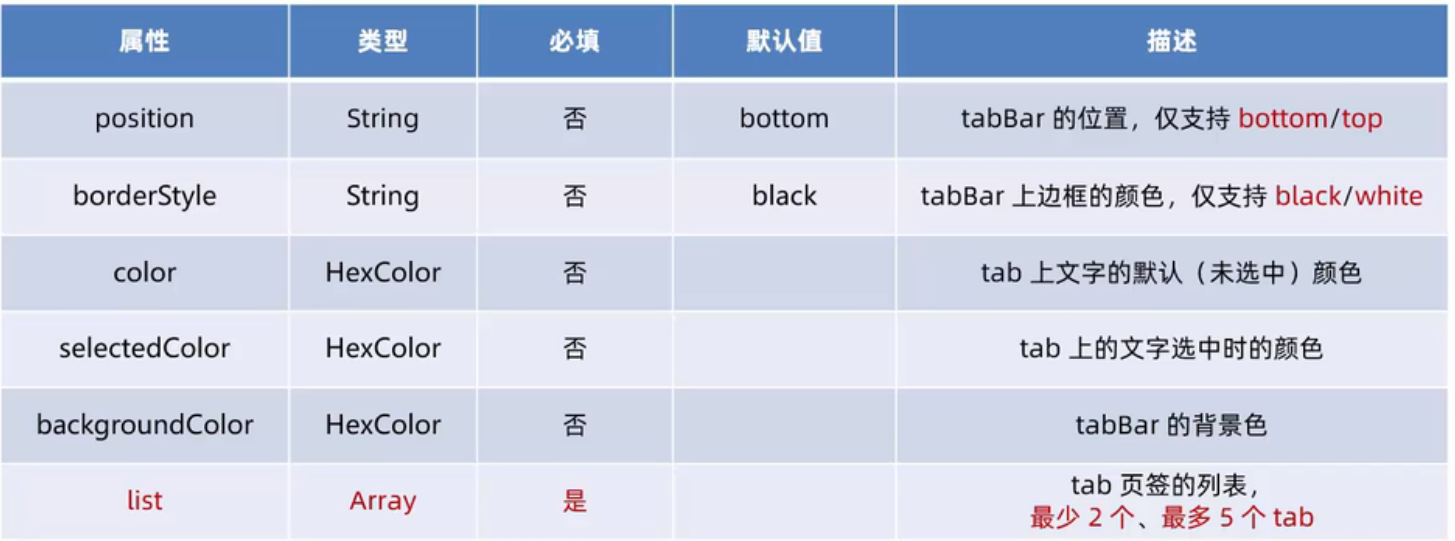 属性 类型 必填 默认值 描述
position String 否 bottom tabBar 的位置，仅支持 bottom/top
borderStyle String 否 black tabBar 上边框的颜色，仅支持 black/white
color HexColor 否 tab 上文字的默认（未选中）颜色
selectedColor HexColor 否 tab 上的文字选中时的颜色
backgroundColor HexColor 否 tabBar 的背景色
list Array 是 tab 页签的列表，
最少 2 个、最多 5 个 tab